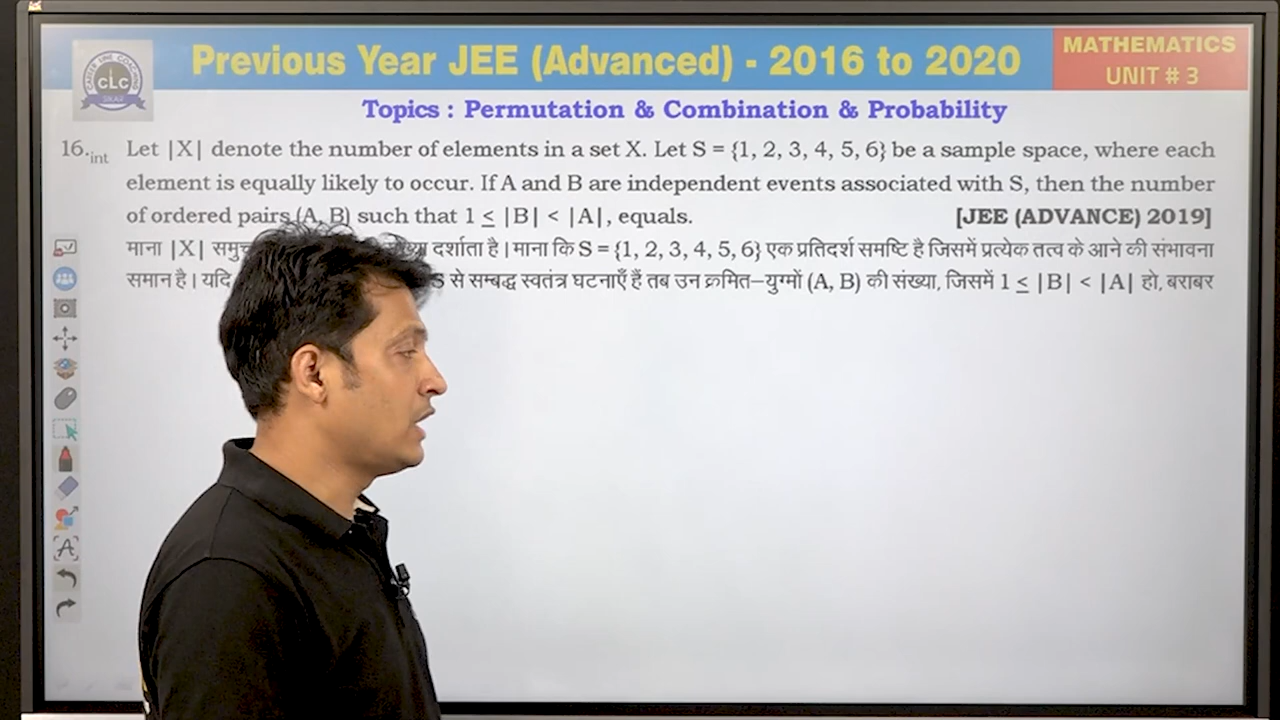 Previous Year JEE (Advanced) - 2016 to 2020
MATHEMATICS
UNIT # 3
CLC
SIKAR
Topics : Permutation & Combination & Probability
16.int Let |X| denote the number of elements in a set X. Let S = {1, 2, 3, 4, 5, 6} be a sample space, where each
element is equally likely to occur. If A and B are independent events associated with S, then the number
of ordered pairs (A, B) such that 1 ≤ |B| < |A|, equals. [JEE (ADVANCE) 2019]
माना |X| दर्शाता है। माना कि S = {1, 2, 3, 4, 5, 6} एक प्रतिदर्श समष्टि है जिसमें प्रत्येक तत्व के आने की संभावना
समान है। यदि S से सम्बद्ध स्वतंत्र घटनाएँ हैं तब उन क्रमित–युग्मों (A, B) की संख्या, जिसमें 1 ≤ |B| < |A| हो, बराबर